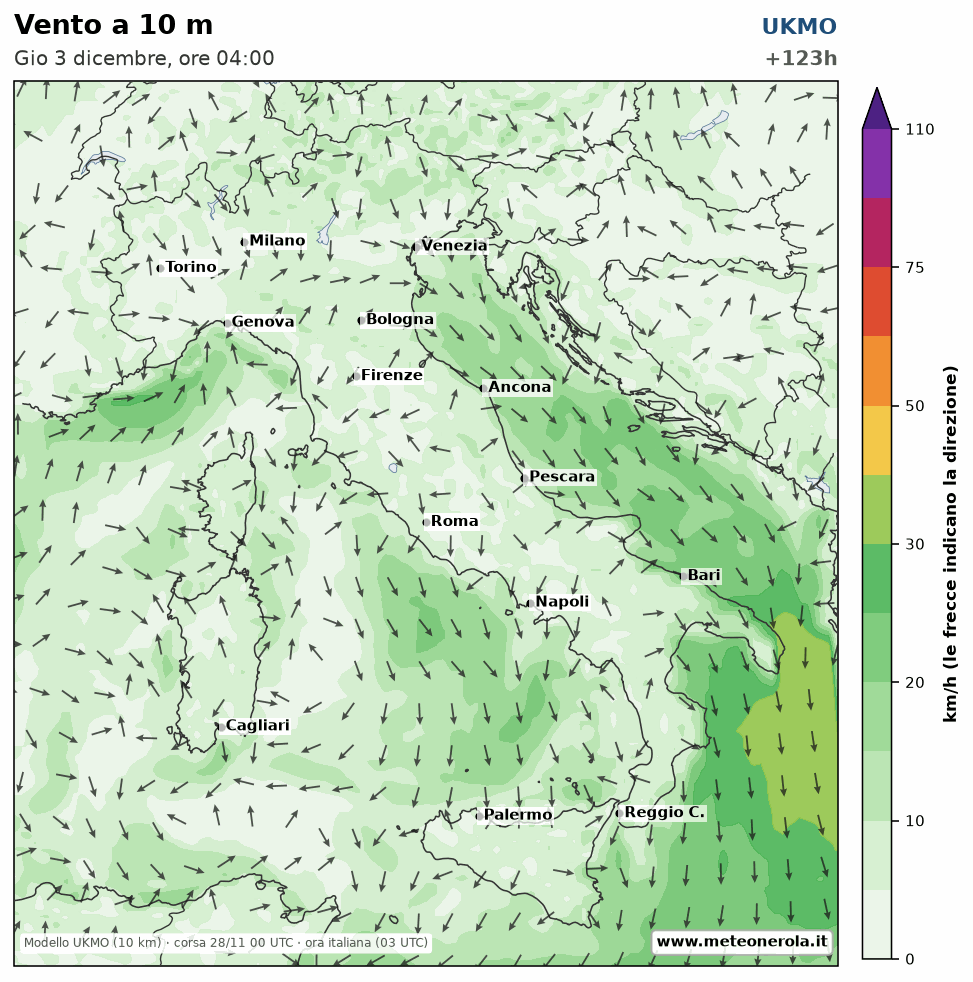 Vento a 10 m
UKMO
Gio 3 dicembre, ore 04:00
+123h
Milano
Venezia
Torino
Genova
Bologna
Firenze
Ancona
Pescara
Roma
Bari
Napoli
Cagliari
Palermo
Reggio C.
Modello UKMO (10 km) · corsa 28/11 00 UTC · ora italiana (03 UTC)
www.meteonerola.it
110
75
50
30
20
10
0
km/h (le frecce indicano la direzione)